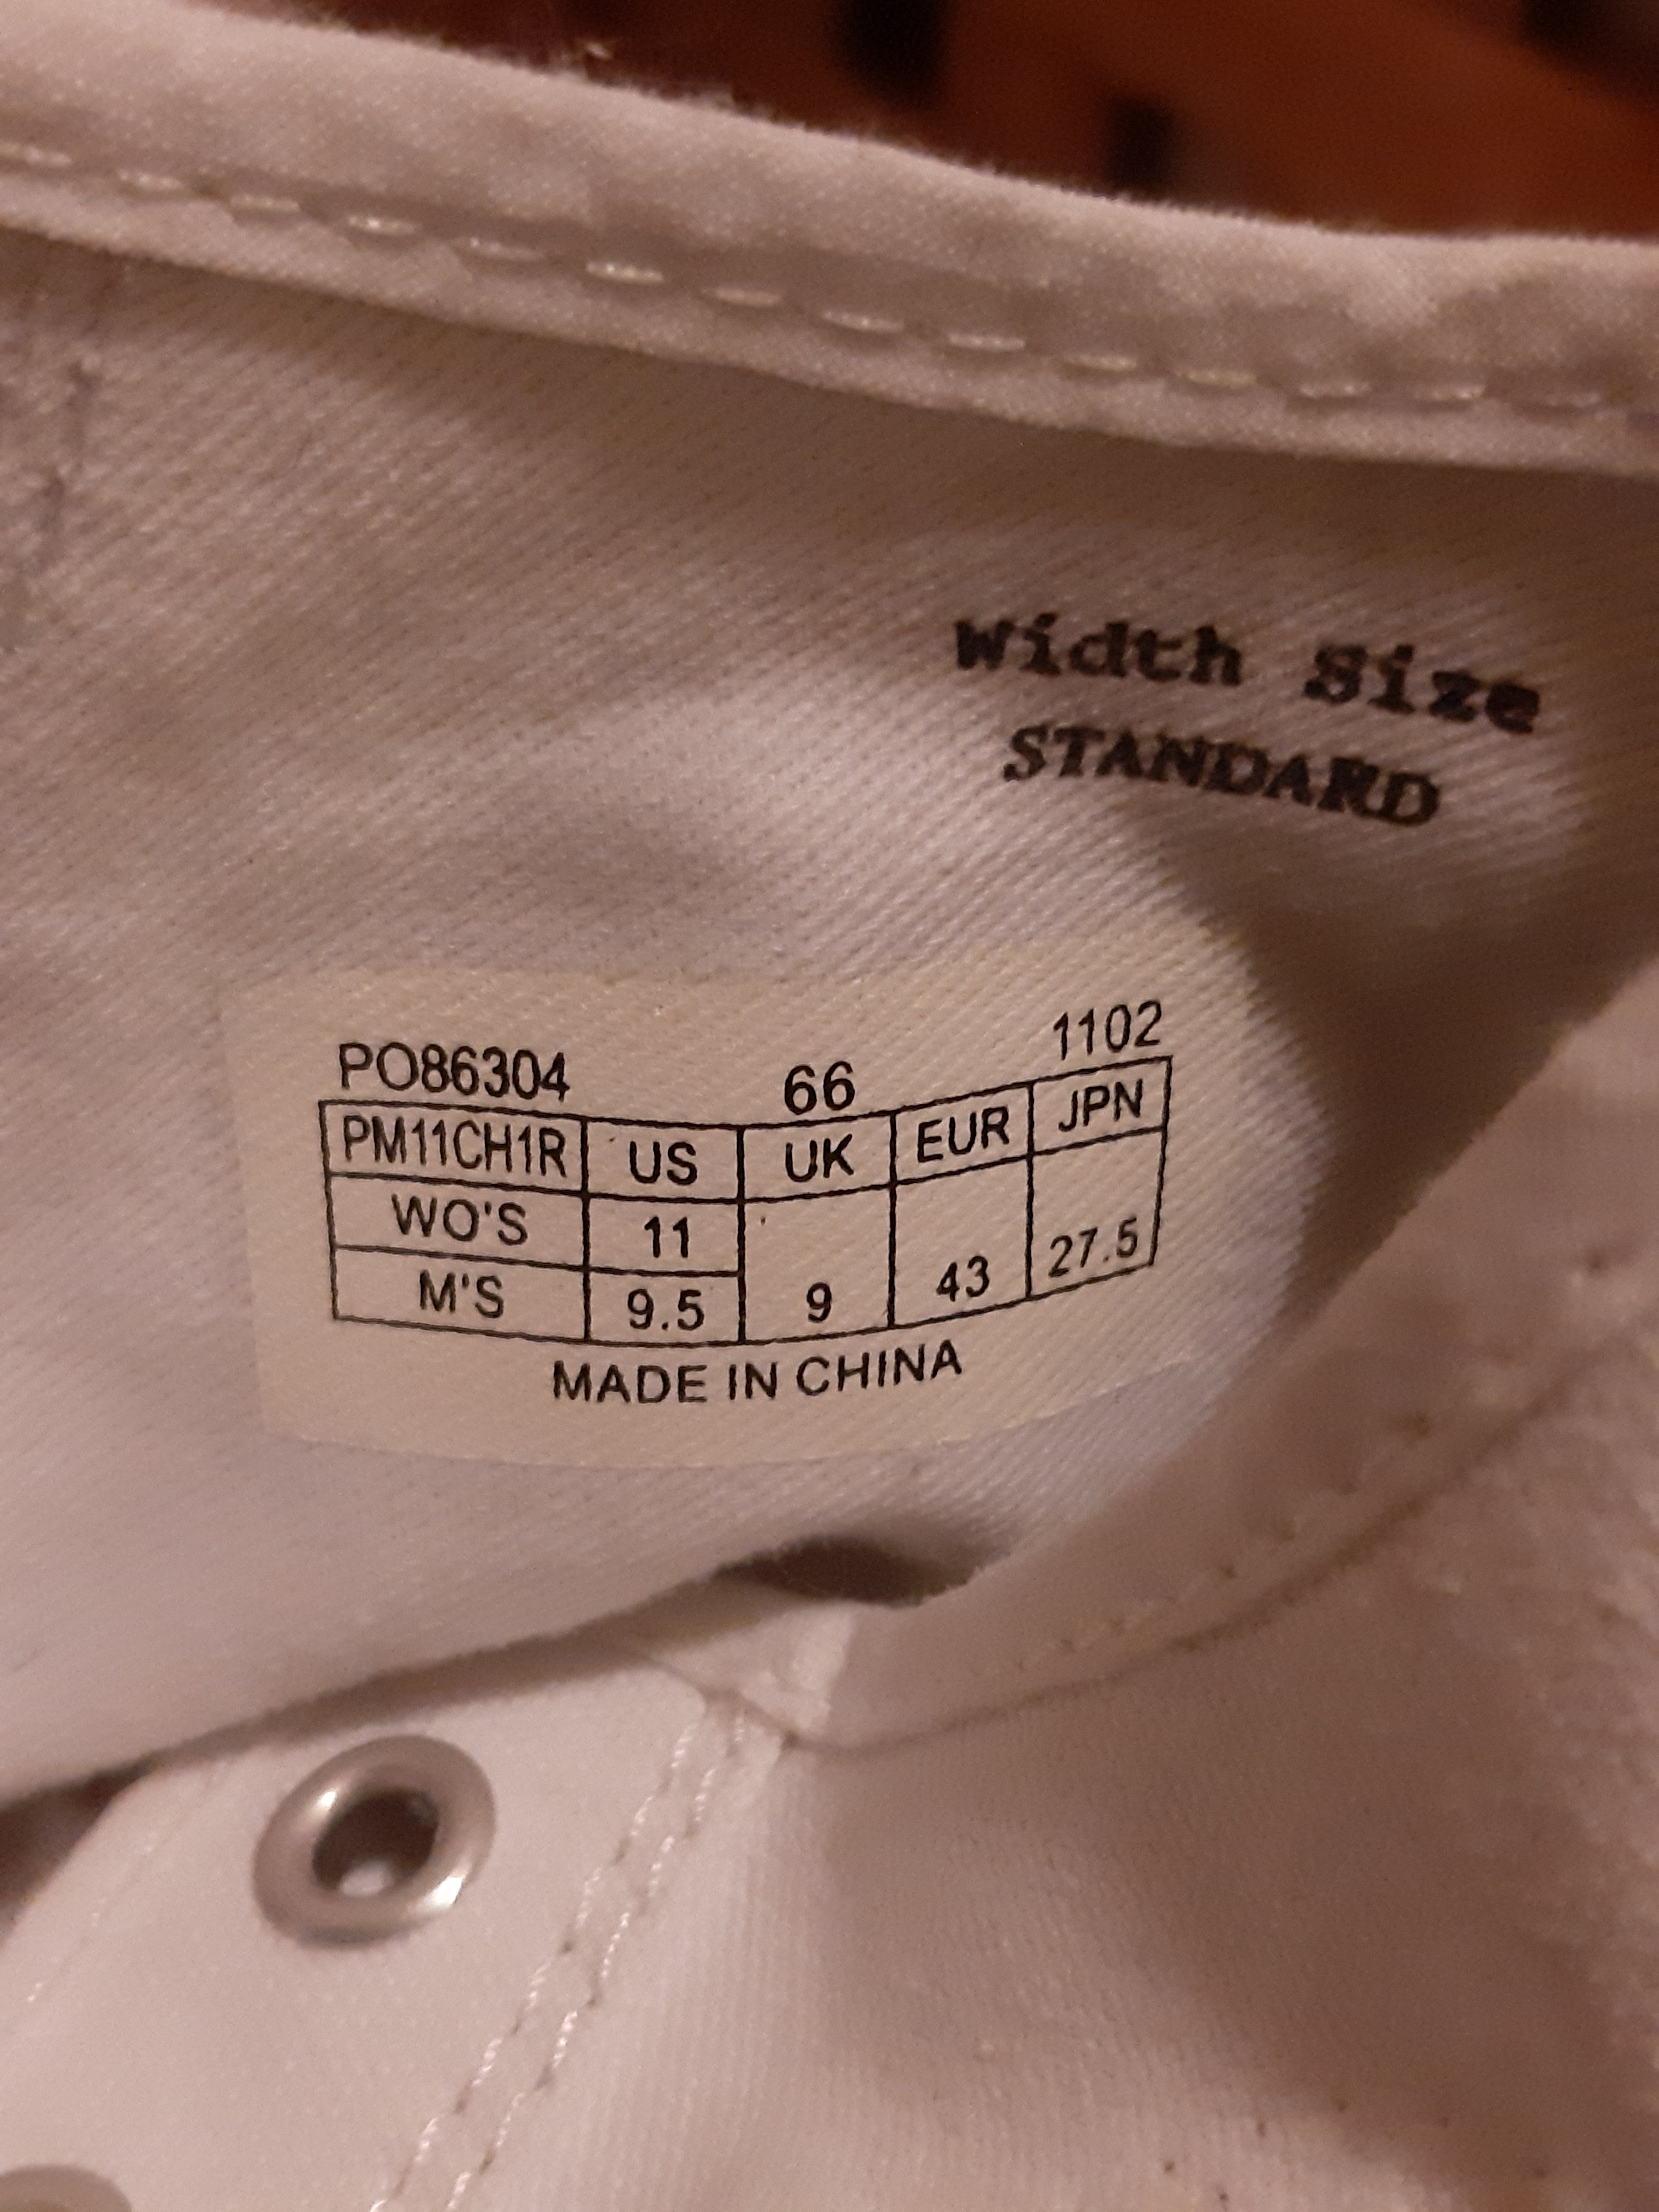 Width Size
STANDARD
PO86304 66 1102
PM11CH1R US UK EUR JPN
WO'S 11
M'S 9.5 9 43 27.5
MADE IN CHINA